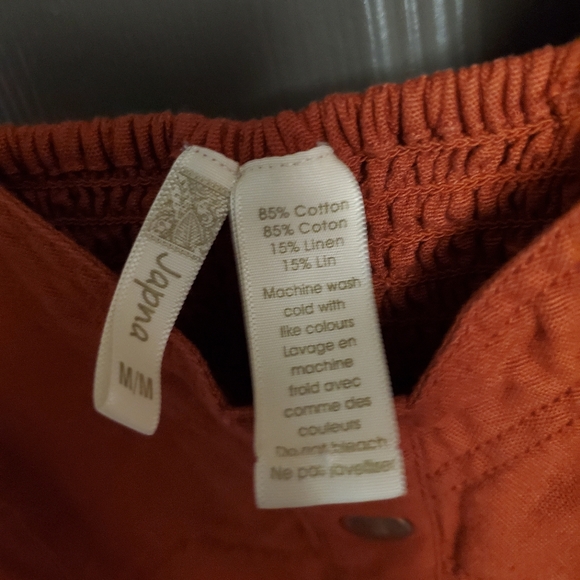 Japna
M/M
85% Cotton
85% Coton
15% Linen
15% Lin
Machine wash
cold with
like colours
Lavage en
machine
froid avec
comme des
couleurs
Do not bleach
Ne pas javelliser